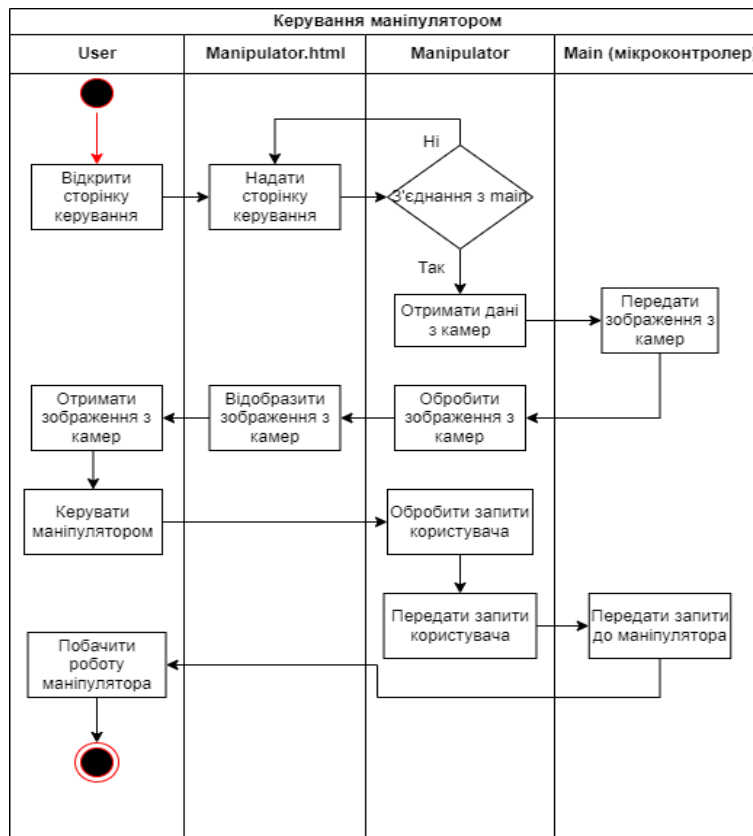 Керування маніпулятором
User
Manipulator.html
Manipulator
Main (мікроконтролер)
Ні
Відкрити
сторінку
керування
Надати
сторінку
керування
З'єднання з main
Так
Отримати дані
з камер
Передати
зображення з
камер
Отримати
зображення з
камер
Відобразити
зображення з
камер
Обробити
зображення з
камер
Керувати
маніпулятором
Обробити запити
користувача
Передати запити
користувача
Передати запити
до маніпулятора
Побачити
роботу
маніпулятора